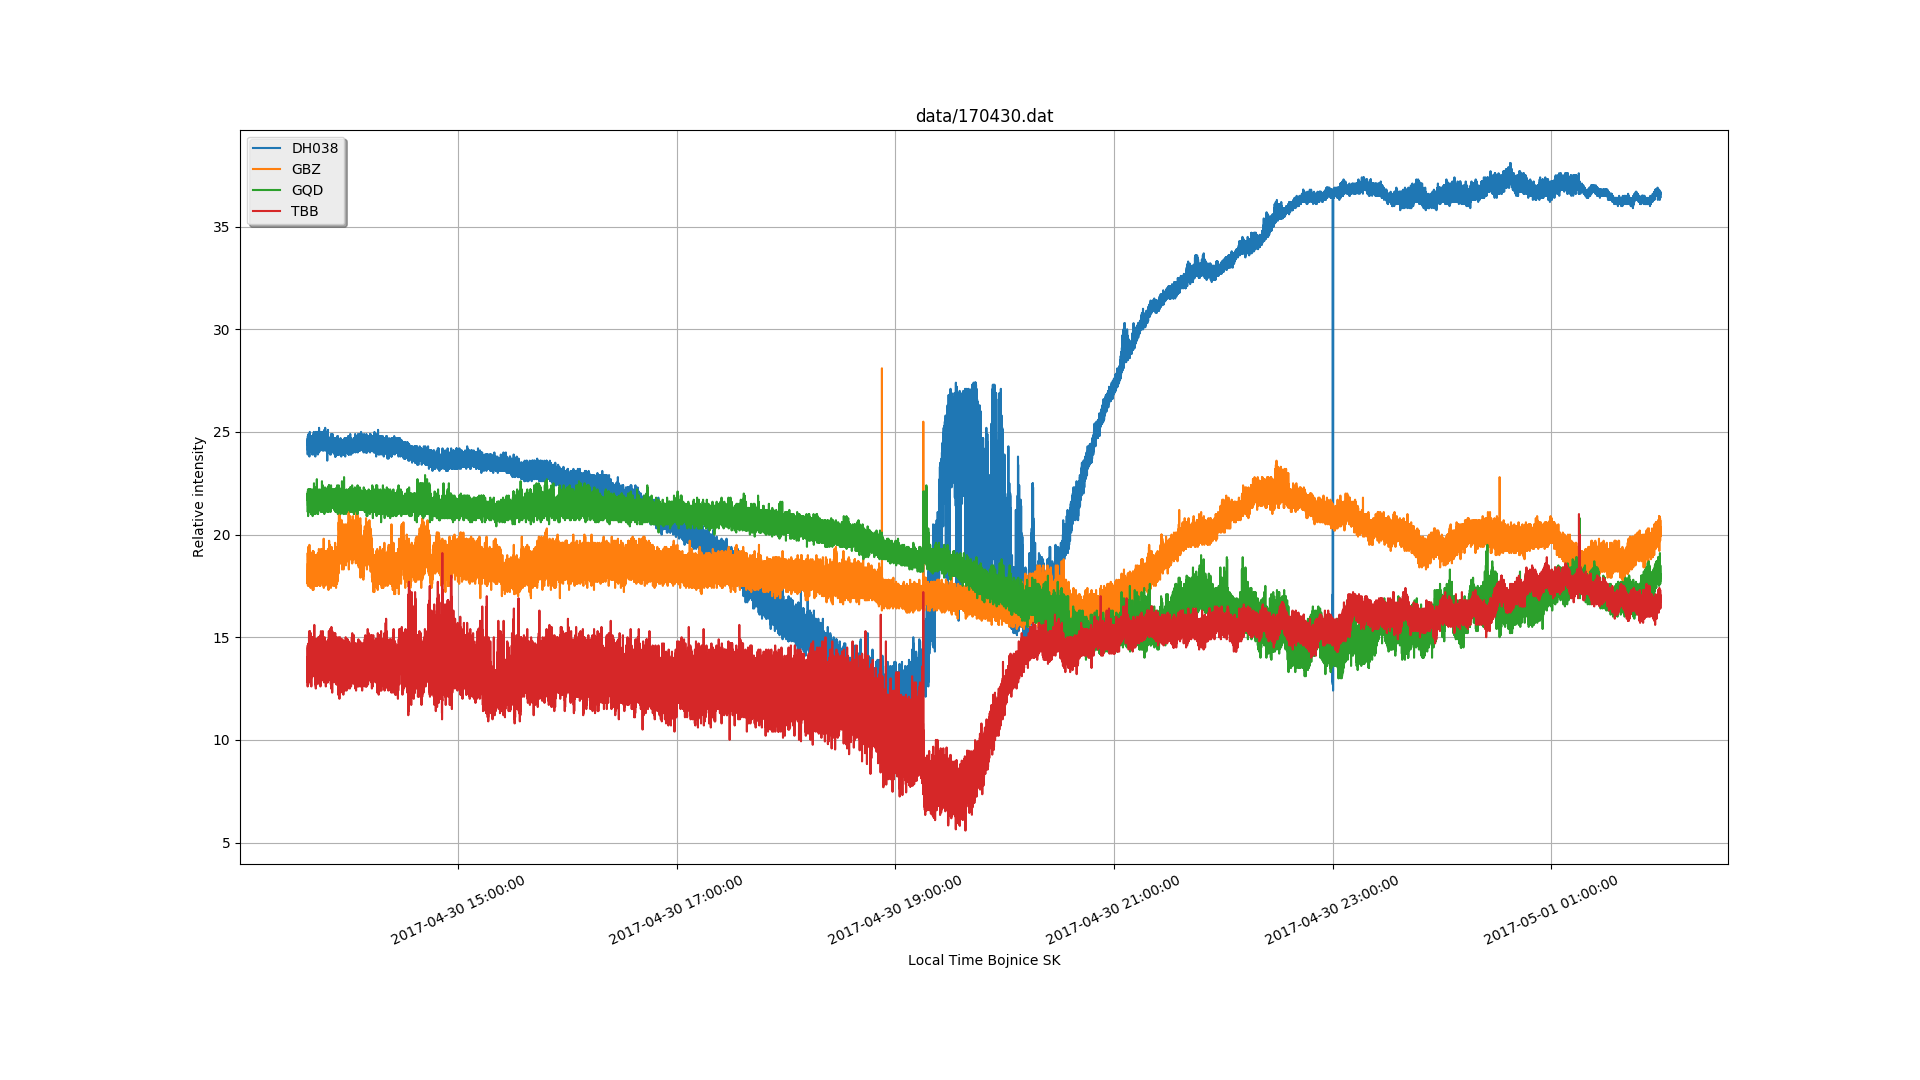 data/170430.dat
DH038
GBZ
GQD
TBB
35
30
25
20
15
10
5
Relative intensity
2017-04-30 15:00:00
2017-04-30 17:00:00
2017-04-30 19:00:00
2017-04-30 21:00:00
2017-04-30 23:00:00
2017-05-01 01:00:00
Local Time Bojnice SK